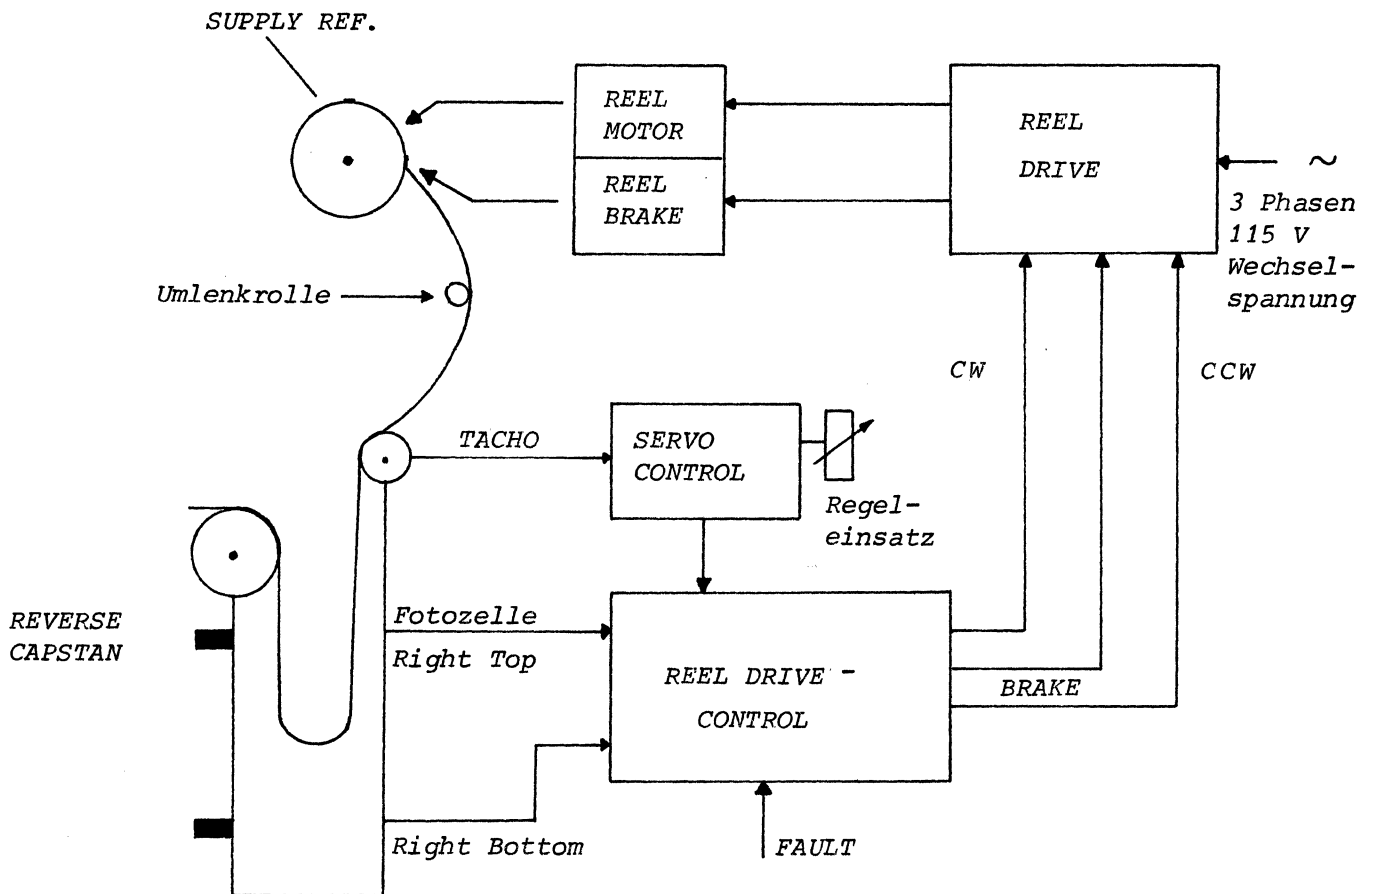 SUPPLY REF.
REEL
MOTOR
REEL
BRAKE
REEL
DRIVE
~
3 Phasen
115 V
Wechsel-
spannung
Umlenkrolle
CW
CCW
TACHO
SERVO
CONTROL
Regel-
einsatz
REVERSE
CAPSTAN
Fotozelle
Right Top
REEL DRIVE -
CONTROL
BRAKE
Right Bottom
FAULT